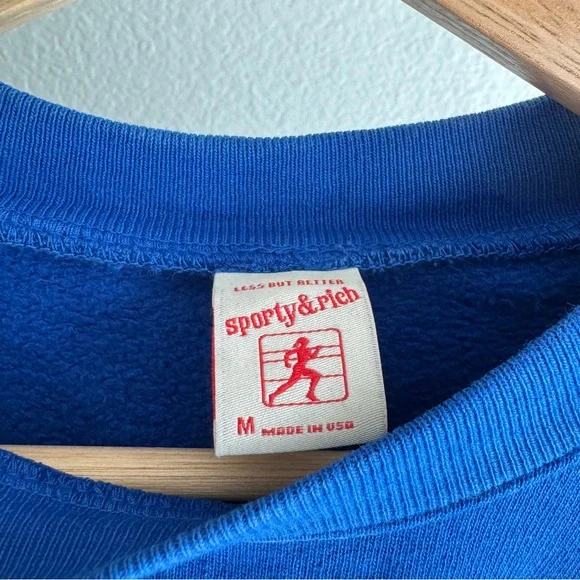 LESS BUT BETTER
sporty&rich
M MADE IN USA